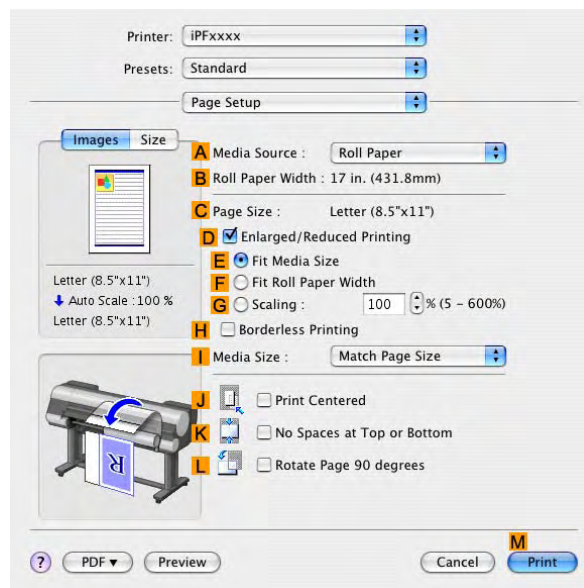 Printer: iPFxxxx
Presets: Standard
Page Setup
Images Size
A Media Source : Roll Paper
B Roll Paper Width : 17 in. (431.8mm)
C Page Size : Letter (8.5"x11")
D Enlarged/Reduced Printing
E Fit Media Size
F Fit Roll Paper Width
G Scaling : 100 % (5 - 600%)
H Borderless Printing
I Media Size : Match Page Size
Letter (8.5"x11")
Auto Scale :100 %
Letter (8.5"x11")
J Print Centered
K No Spaces at Top or Bottom
L Rotate Page 90 degrees
R
M
? PDF ▼ Preview Cancel Print